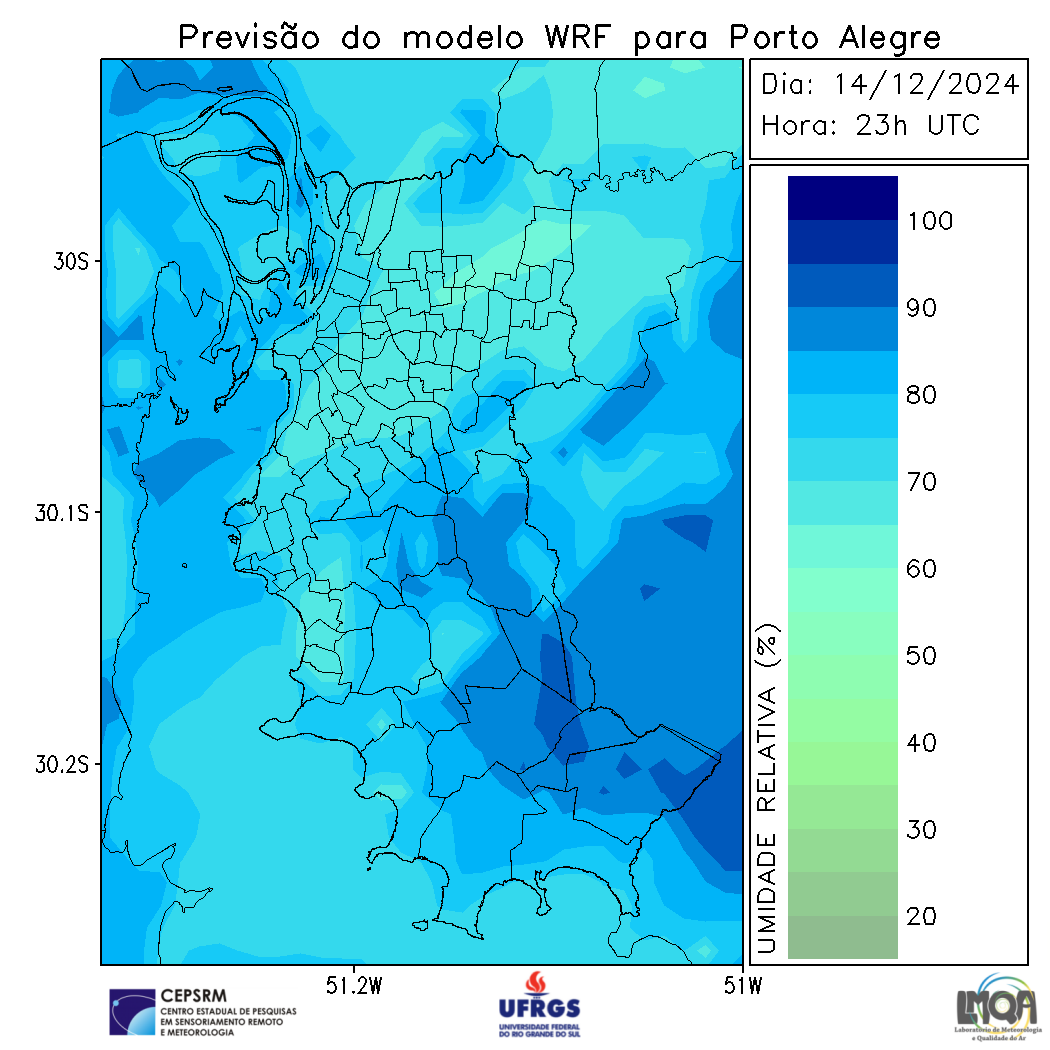 Previsão do modelo WRF para Porto Alegre
Dia: 14/12/2024
Hora: 23h UTC
100
90
80
70
60
50
40
30
20
UMIDADE RELATIVA (%)
30S
30.1S
30.2S
51.2W
51W
CEPSRM
CENTRO ESTADUAL DE PESQUISAS
EM SENSORIAMENTO REMOTO
E METEOROLOGIA
UFRGS
UNIVERSIDADE FEDERAL
DO RIO GRANDE DO SUL
LMQA
Laboratório de Meteorologia
e Qualidade do Ar